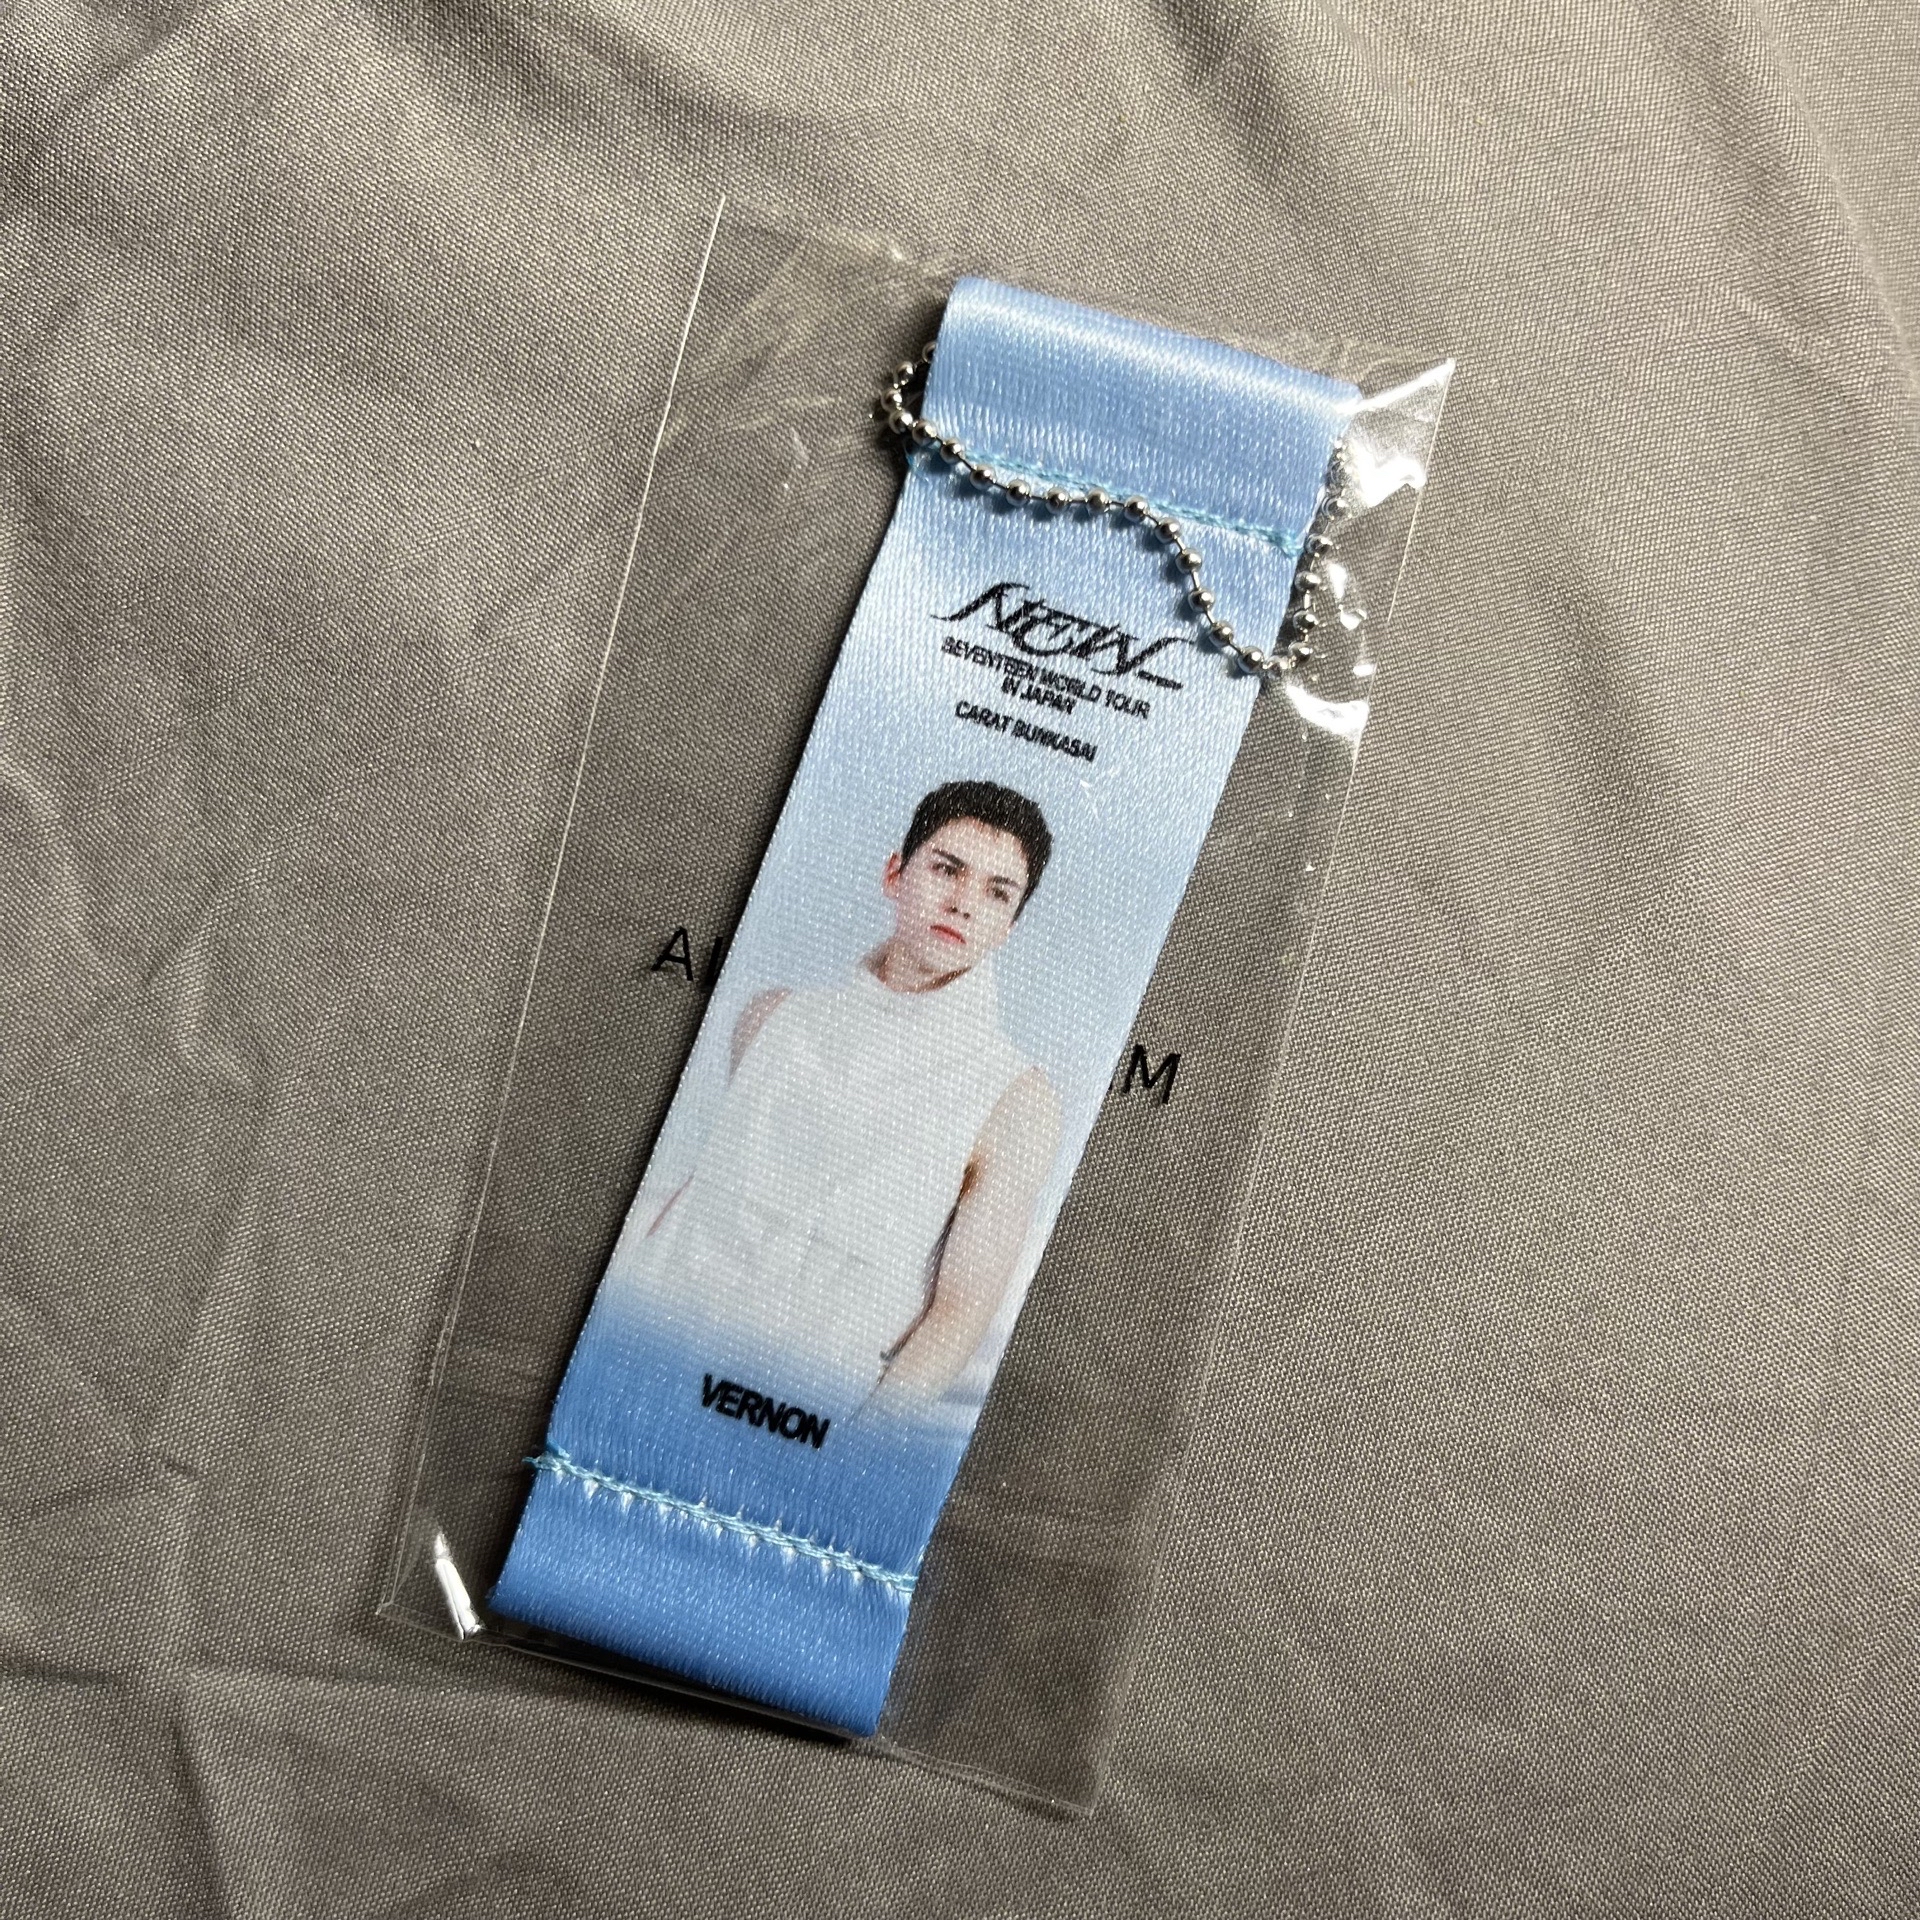 NEW_
SEVENTEEN WORLD TOUR
IN JAPAN
CARAT BUNKASAI
M
VERNON